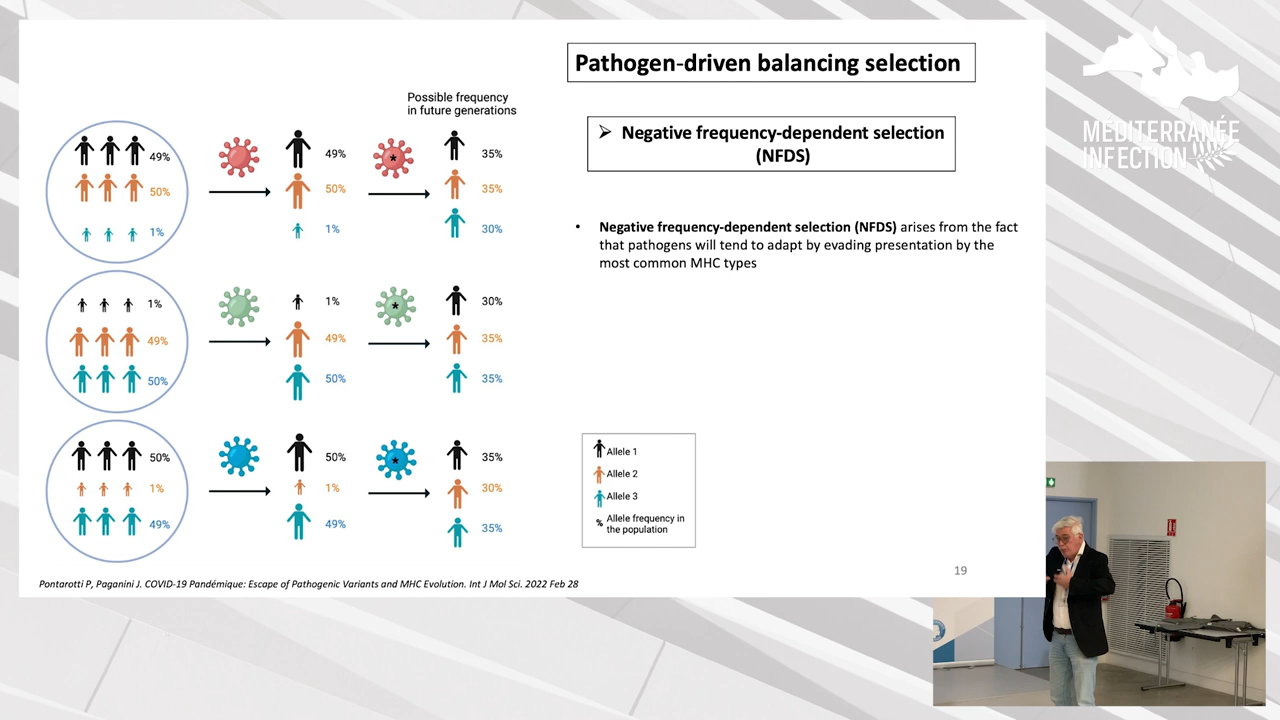 Pathogen-driven balancing selection
MÉDITERRANÉE
INFECTION
Possible frequency
in future generations
➢ Negative frequency-dependent selection
(NFDS)
49%
50%
1%
49%
50%
1%
*
35%
35%
30%
• Negative frequency-dependent selection (NFDS) arises from the fact
that pathogens will tend to adapt by evading presentation by the
most common MHC types
1%
49%
50%
1%
49%
50%
*
30%
35%
35%
50%
1%
49%
50%
1%
49%
*
35%
30%
35%
Allele 1
Allele 2
Allele 3
% Allele frequency in
the population
19
Pontarotti P, Paganini J. COVID-19 Pandémique: Escape of Pathogenic Variants and MHC Evolution. Int J Mol Sci. 2022 Feb 28